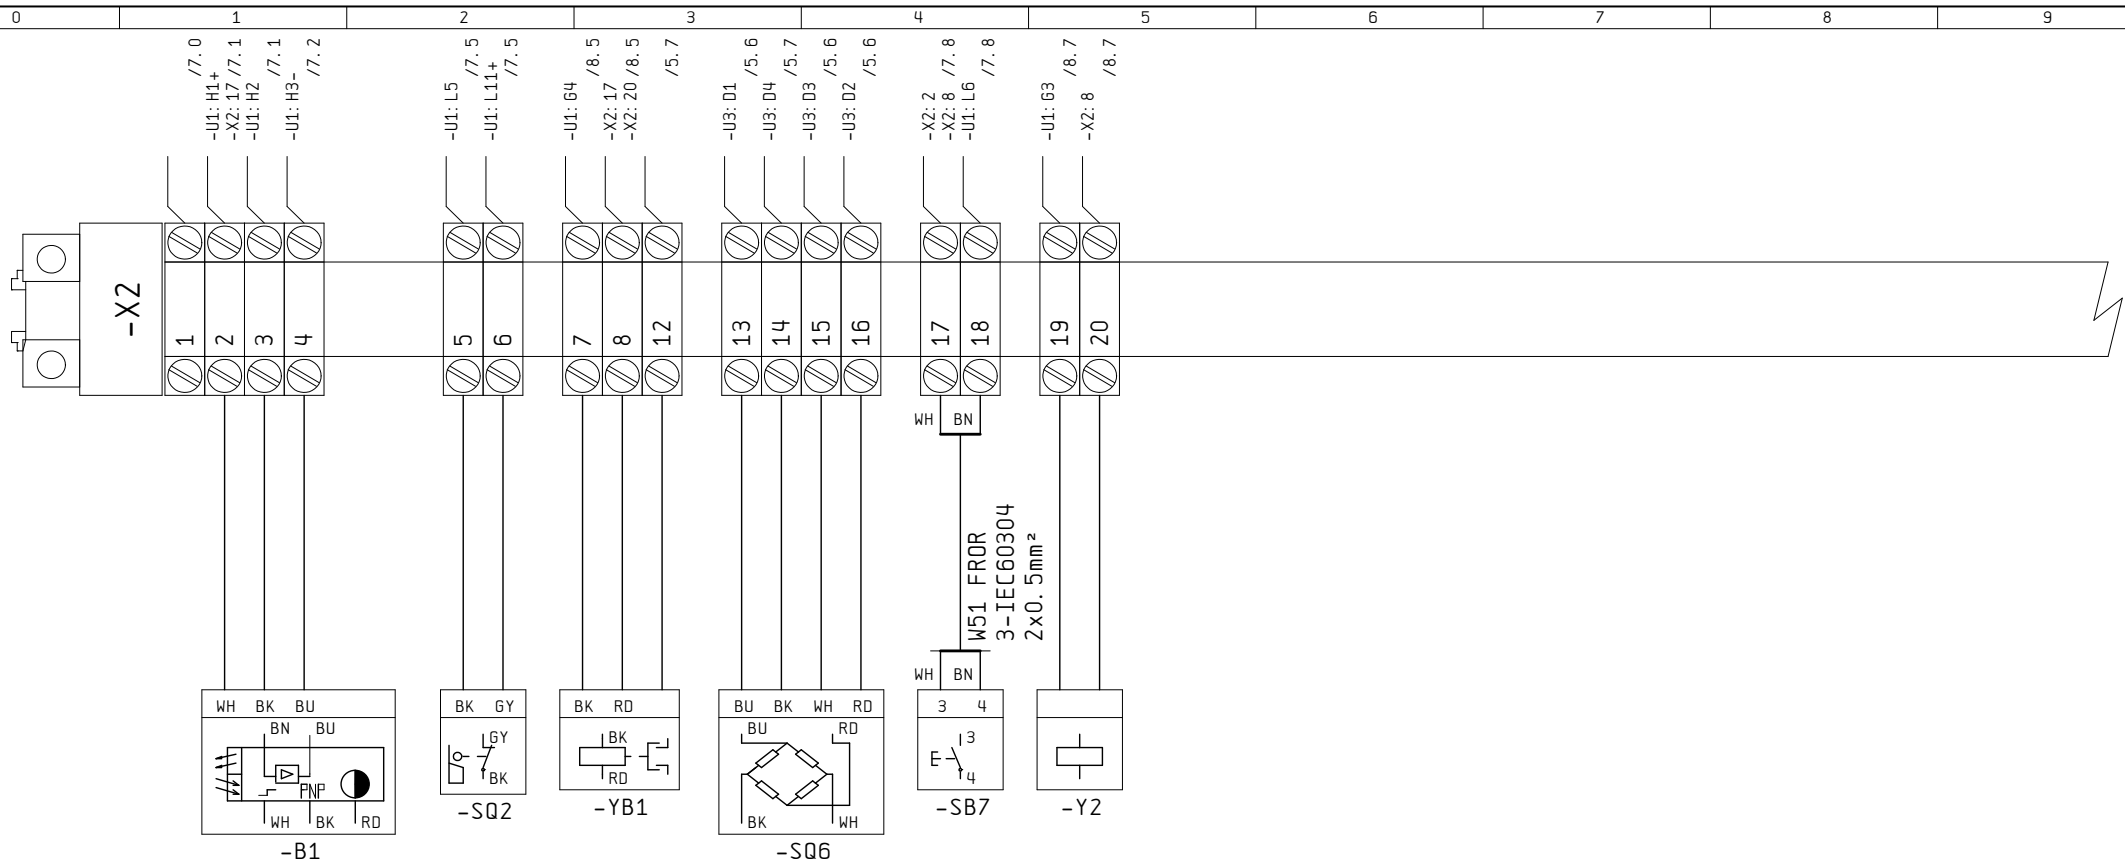 0 1 2 3 4 5 6 7 8 9
/7.0
-U1:H1+
-X2:17 /7.1
-U1:H2 /7.1
-U1:H3- /7.2
-U1:L5 /7.5
-U1:L11+ /7.5
-U1:G4 /8.5
-X2:17
-X2:20 /8.5
/5.7
-U3:D1 /5.6
-U3:D4 /5.7
-U3:D3 /5.6
-U3:D2 /5.6
-X2:2
-X2:8 /7.8
-U1:L6 /7.8
-U1:G3 /8.7
-X2:8 /8.7
-X2
1 2 3 4 5 6 7 8 12 13 14 15 16 17 18 19 20
WH BN
W51 FROR
3-IEC60304
2x0.5mm²
WH BN
WH BK BU
BN BU
PNP
WH BK RD
-B1
BK GY
GY
BK
-SQ2
BK RD
BK
RD
-YB1
BU BK WH RD
BU RD
BK WH
-SQ6
3 4
3
4
-SB7
-Y2